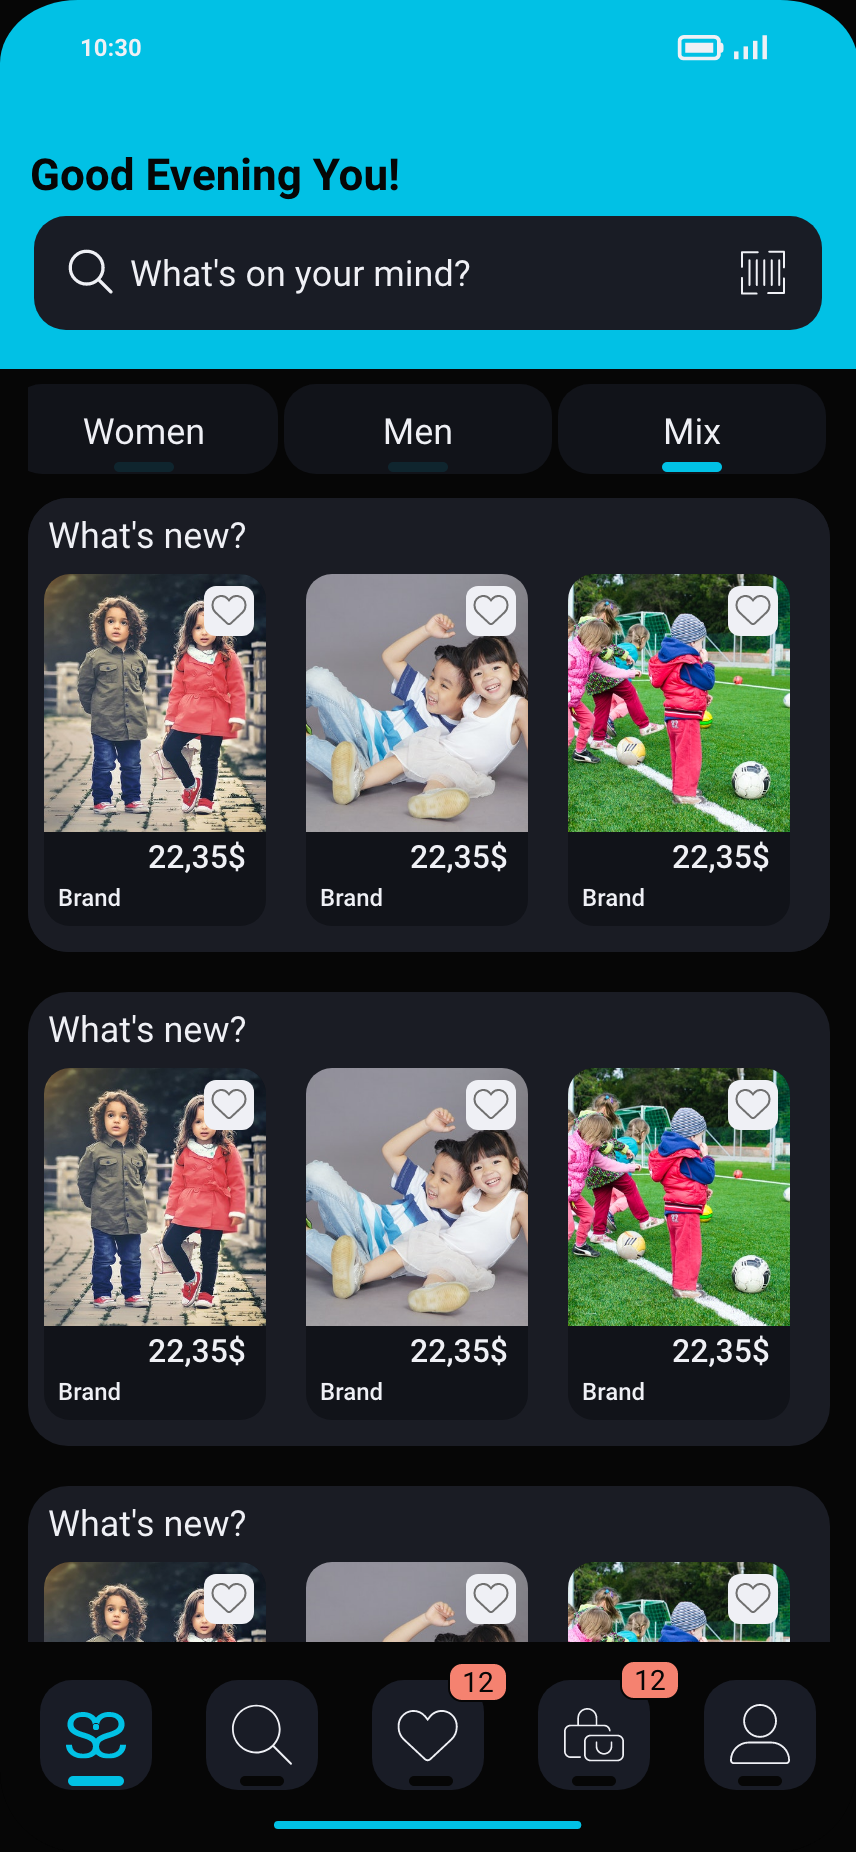 10:30
Good Evening You!
What's on your mind?
Women Men Mix
What's new?
22,35$ 22,35$ 22,35$
Brand Brand Brand
What's new?
22,35$ 22,35$ 22,35$
Brand Brand Brand
What's new?
12 12